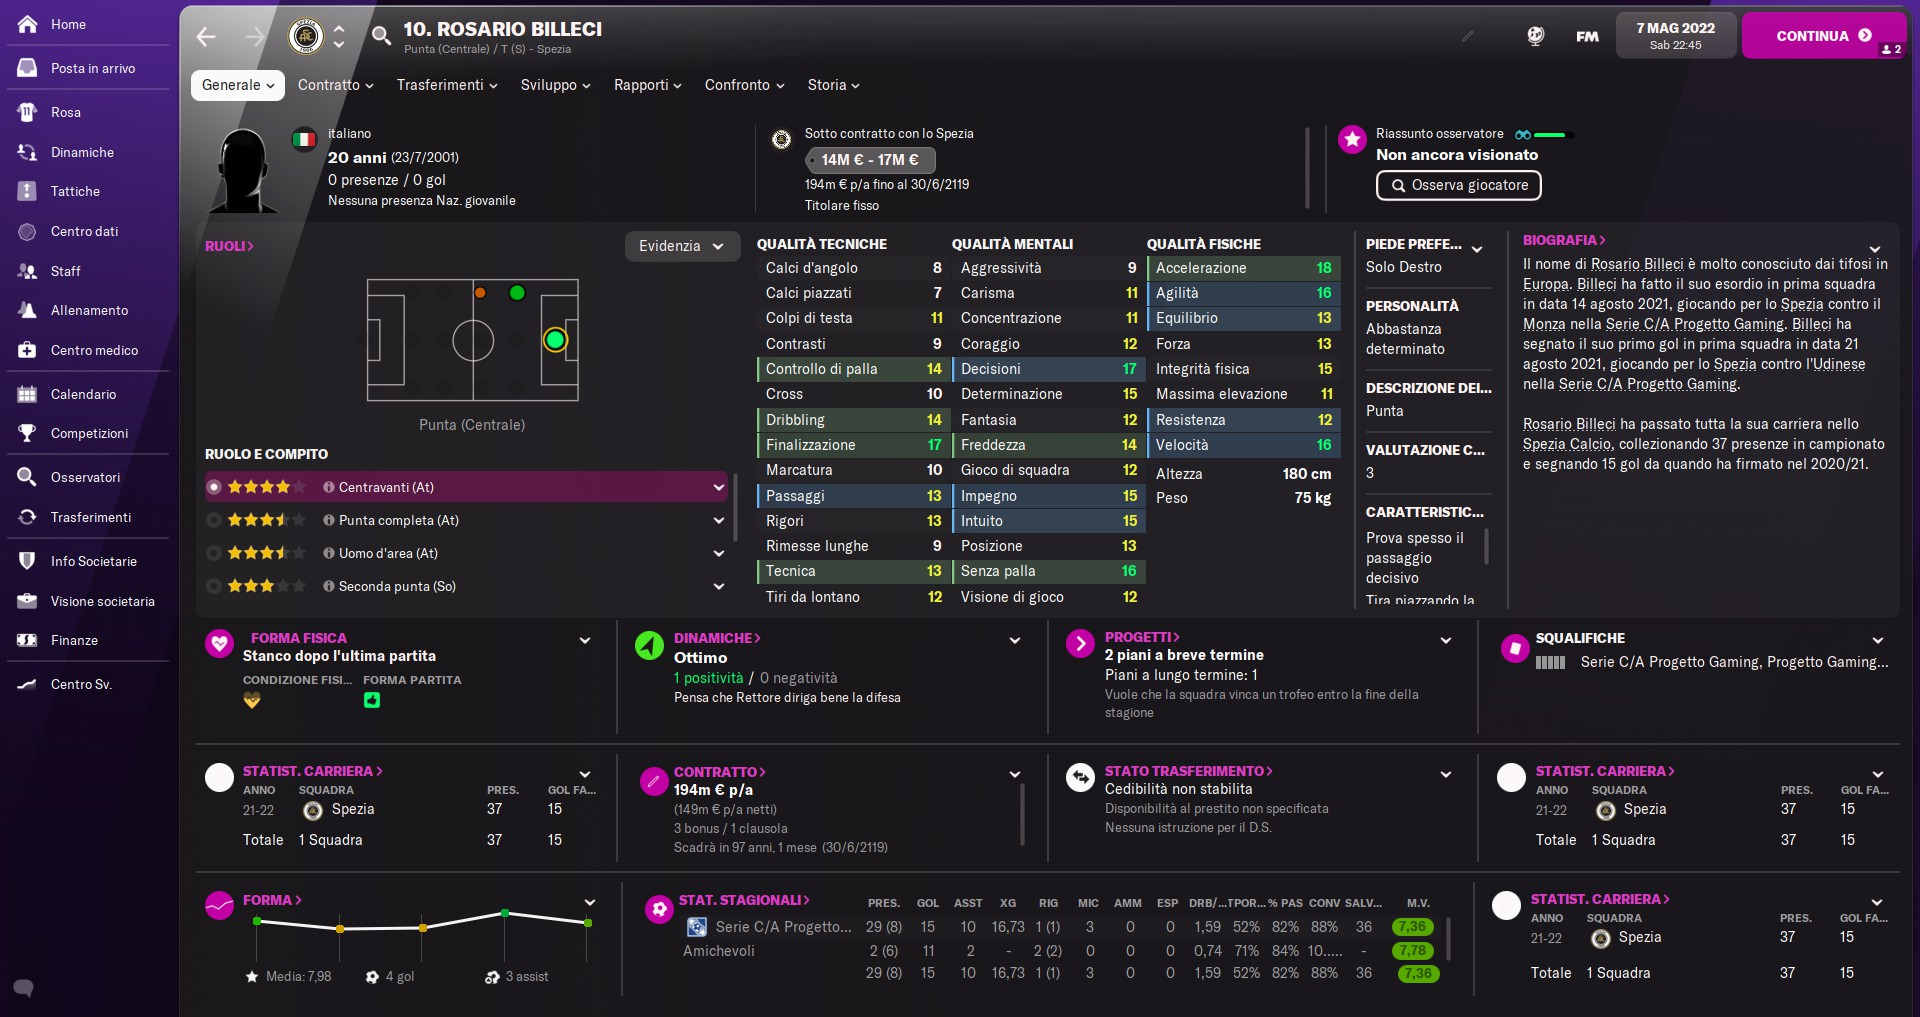 Home
Posta in arrivo
Rosa
Dinamiche
Tattiche
Centro dati
Staff
Allenamento
Centro medico
Calendario
Competizioni
Osservatori
Trasferimenti
Info Societarie
Visione societaria
Finanze
Centro Sv.
10. ROSARIO BILLECI
Punta (Centrale) / T (S) - Spezia
FM
7 MAG 2022
Sab 22:45
CONTINUA
2
Generale
Contratto
Trasferimenti
Sviluppo
Rapporti
Confronto
Storia
italiano
20 anni (23/7/2001)
0 presenze / 0 gol
Nessuna presenza Naz. giovanile
Sotto contratto con lo Spezia
14M € - 17M €
194m € p/a fino al 30/6/2119
Titolare fisso
Riassunto osservatore
Non ancora visionato
Osserva giocatore
RUOLI
Evidenzia
Punta (Centrale)
RUOLO E COMPITO
Centravanti (At)
Punta completa (At)
Uomo d'area (At)
Seconda punta (So)
QUALITÀ TECNICHE
Calci d'angolo 8
Calci piazzati 7
Colpi di testa 11
Contrasti 9
Controllo di palla 14
Cross 10
Dribbling 14
Finalizzazione 17
Marcatura 10
Passaggi 13
Rigori 13
Rimesse lunghe 9
Tecnica 13
Tiri da lontano 12
QUALITÀ MENTALI
Aggressività 9
Carisma 11
Concentrazione 11
Coraggio 12
Decisioni 17
Determinazione 15
Fantasia 12
Freddezza 14
Gioco di squadra 12
Impegno 15
Intuito 15
Posizione 13
Senza palla 16
Visione di gioco 12
QUALITÀ FISICHE
Accelerazione 18
Agilità 16
Equilibrio 13
Forza 13
Integrità fisica 15
Massima elevazione 11
Resistenza 12
Velocità 16
Altezza 180 cm
Peso 75 kg
PIEDE PREFE...
Solo Destro
PERSONALITÀ
Abbastanza
determinato
DESCRIZIONE DEI...
Punta
VALUTAZIONE C...
3
CARATTERISTIC...
Prova spesso il
passaggio
decisivo
Tira piazzando la
BIOGRAFIA
Il nome di Rosario Billeci è molto conosciuto dai tifosi in
Europa. Billeci ha fatto il suo esordio in prima squadra
in data 14 agosto 2021, giocando per lo Spezia contro il
Monza nella Serie C/A Progetto Gaming. Billeci ha
segnato il suo primo gol in prima squadra in data 21
agosto 2021, giocando per lo Spezia contro l'Udinese
nella Serie C/A Progetto Gaming.
Rosario Billeci ha passato tutta la sua carriera nello
Spezia Calcio, collezionando 37 presenze in campionato
e segnando 15 gol da quando ha firmato nel 2020/21.
FORMA FISICA
Stanco dopo l'ultima partita
CONDIZIONE FISI... FORMA PARTITA
DINAMICHE
Ottimo
1 positività / 0 negatività
Pensa che Rettore diriga bene la difesa
PROGETTI
2 piani a breve termine
Piani a lungo termine: 1
Vuole che la squadra vinca un trofeo entro la fine della
stagione
SQUALIFICHE
Serie C/A Progetto Gaming, Progetto Gaming...
STATIST. CARRIERA
ANNO SQUADRA PRES. GOL FA...
21-22 Spezia 37 15
Totale 1 Squadra 37 15
CONTRATTO
194m € p/a
(149m € p/a netti)
3 bonus / 1 clausola
Scadrà in 97 anni, 1 mese (30/6/2119)
STATO TRASFERIMENTO
Cedibilità non stabilita
Disponibilità al prestito non specificata
Nessuna istruzione per il D.S.
STATIST. CARRIERA
ANNO SQUADRA PRES. GOL FA...
21-22 Spezia 37 15
Totale 1 Squadra 37 15
FORMA
Media: 7,98 4 gol 3 assist
STAT. STAGIONALI
PRES. GOL ASST XG RIG MIC AMM ESP DRB/...TPOR...% PAS CONV SALV... M.V.
Serie C/A Progetto... 29 (8) 15 10 16,73 1 (1) 3 0 0 1,59 52% 82% 88% 36 7,36
Amichevoli 2 (6) 11 2 - 2 (2) 0 0 0 0,74 71% 84% 10..... - 7,78
29 (8) 15 10 16,73 1 (1) 3 0 0 1,59 52% 82% 88% 36 7,36
STATIST. CARRIERA
ANNO SQUADRA PRES. GOL FA...
21-22 Spezia 37 15
Totale 1 Squadra 37 15